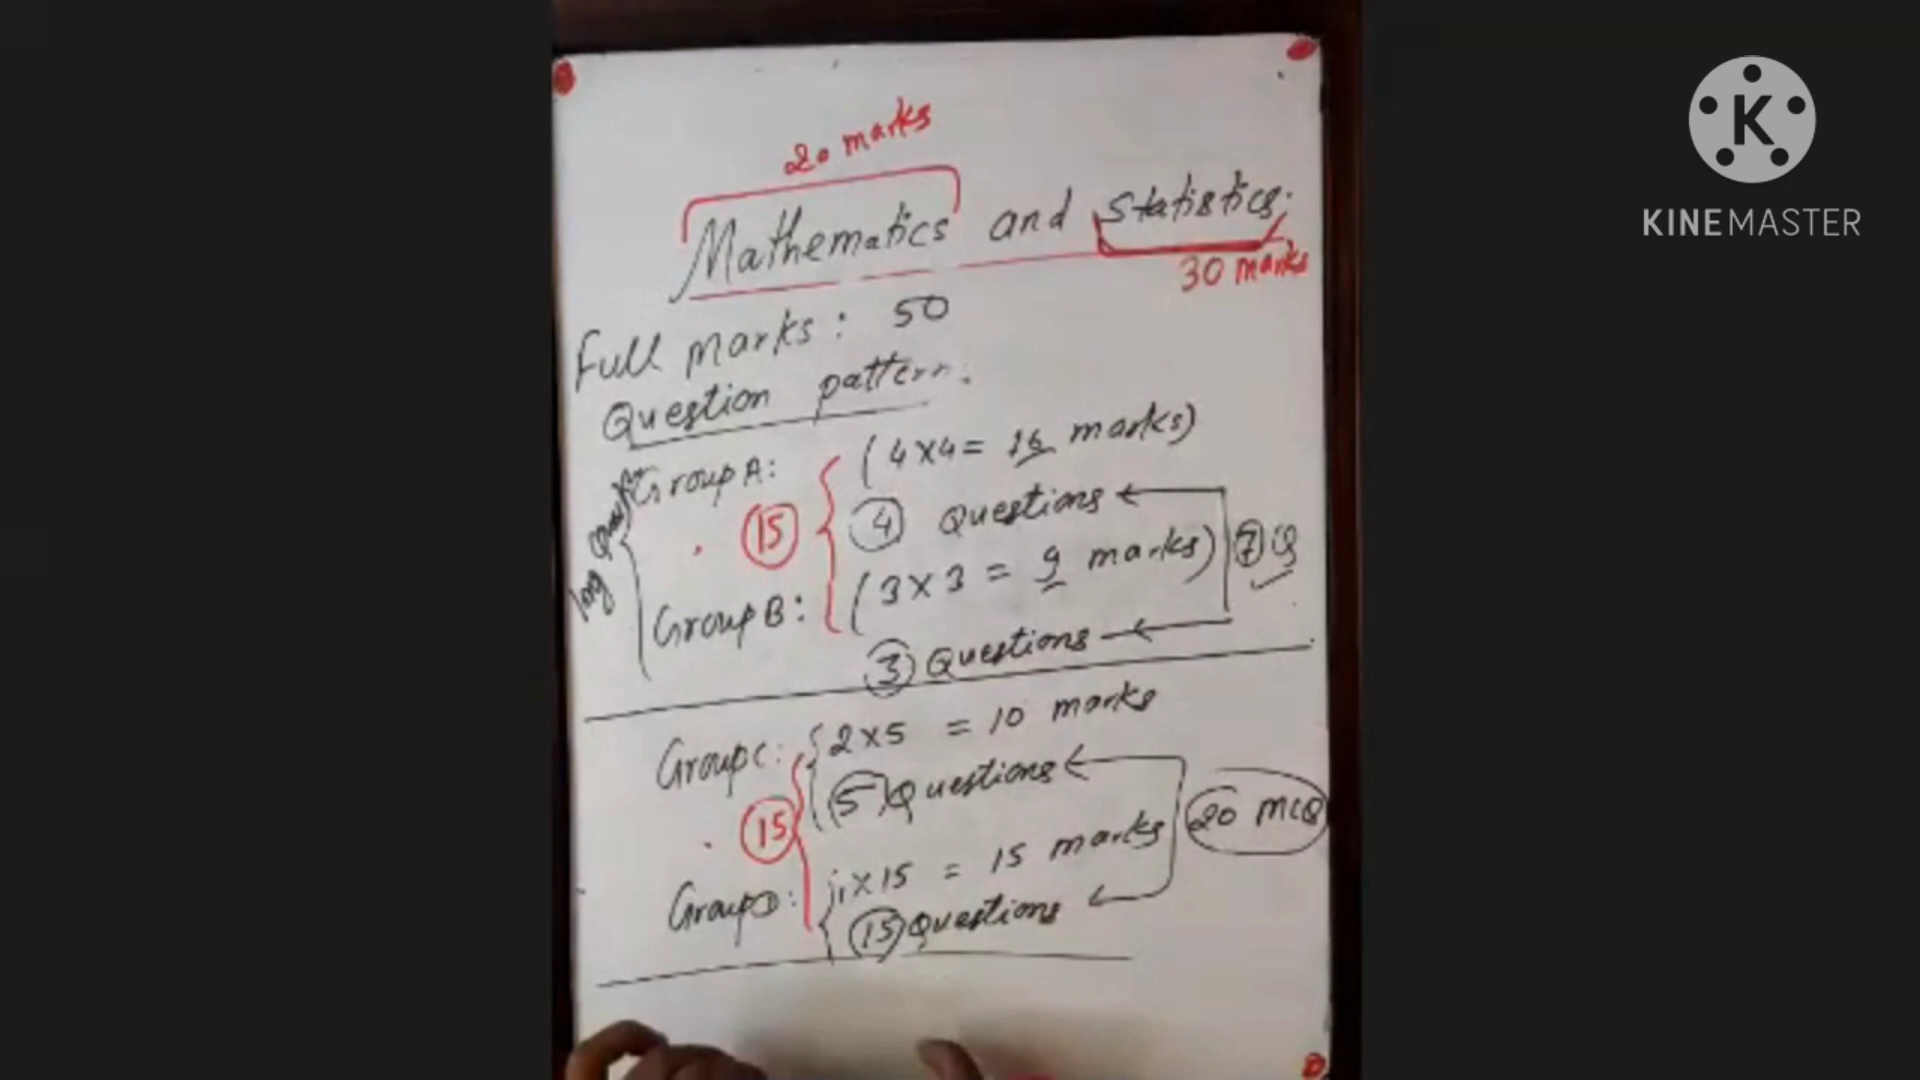 20 marks
Mathematics and Statistics.
30 marks
Full Marks: 50
Question pattern.
Group A: (4×4 = 16 marks)
15
4 Questions
7 Q
Group B: (3×3 = 9 marks)
3 Questions
Group C: 2×5 = 10 marks
5 Questions
15
20 MCQ
Group D: 1×15 = 15 marks
15 Questions
K
KINEMASTER